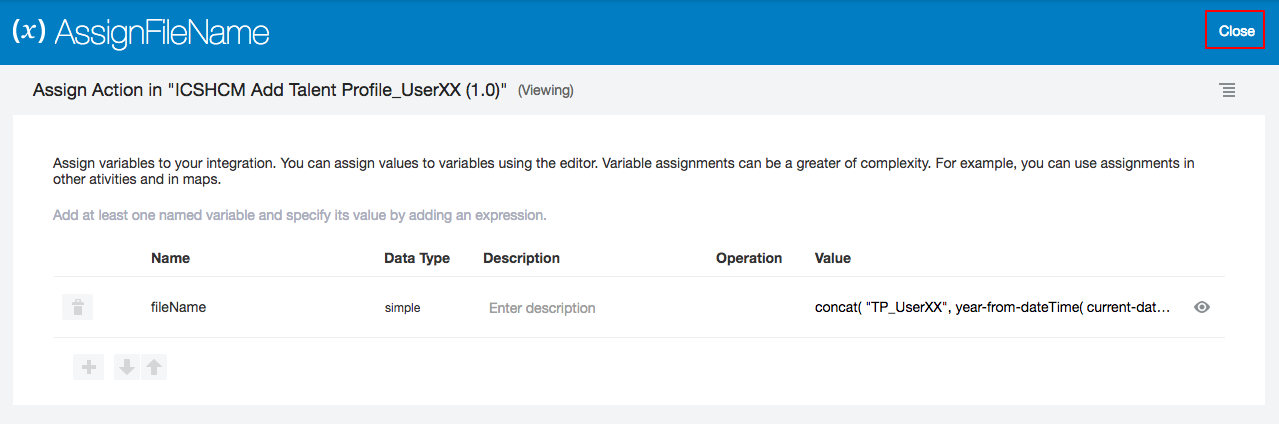 (x) AssignFileName
Close
Assign Action in "ICSHCM Add Talent Profile_UserXX (1.0)" (Viewing)
Assign variables to your integration. You can assign values to variables using the editor. Variable assignments can be a greater of complexity. For example, you can use assignments in
other ativities and in maps.
Add at least one named variable and specify its value by adding an expression.
Name Data Type Description Operation Value
fileName simple Enter description concat( "TP_UserXX", year-from-dateTime( current-dat…